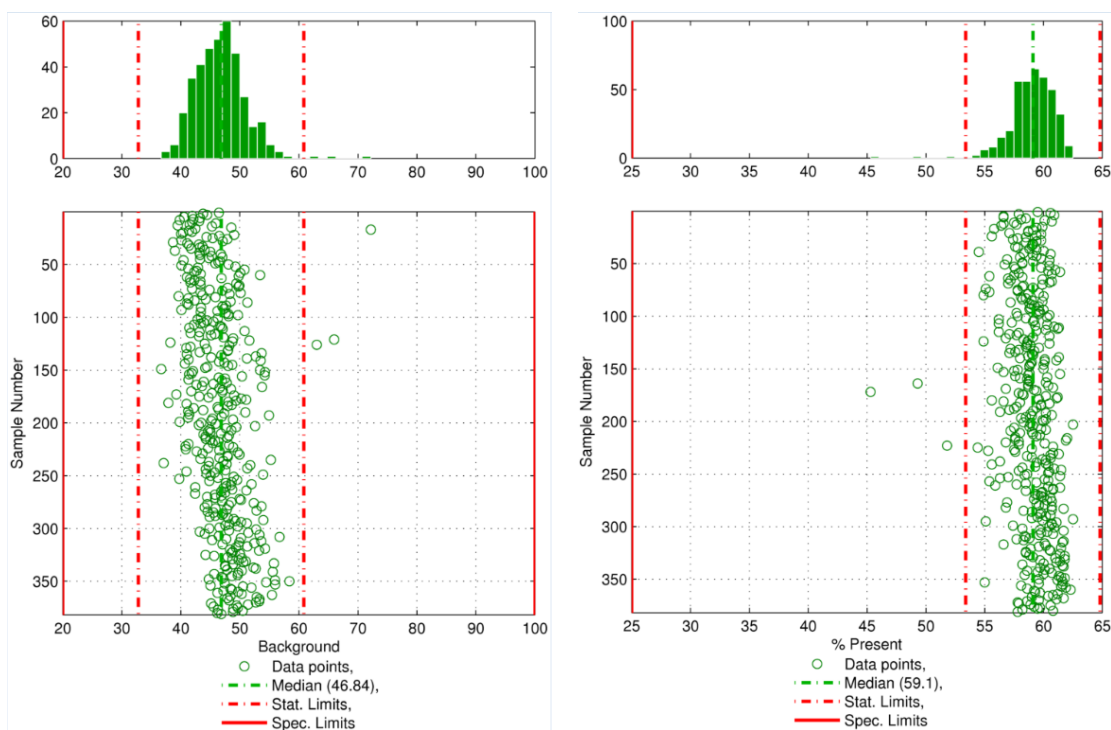 60
40
20
0
20 30 40 50 60 70 80 90 100
50
100
150
200
250
300
350
Sample Number
20 30 40 50 60 70 80 90 100
Background
Data points,
Median (46.84),
Stat. Limits,
Spec. Limits
100
50
0
25 30 35 40 45 50 55 60 65
50
100
150
200
250
300
350
Sample Number
25 30 35 40 45 50 55 60 65
% Present
Data points,
Median (59.1),
Stat. Limits,
Spec. Limits